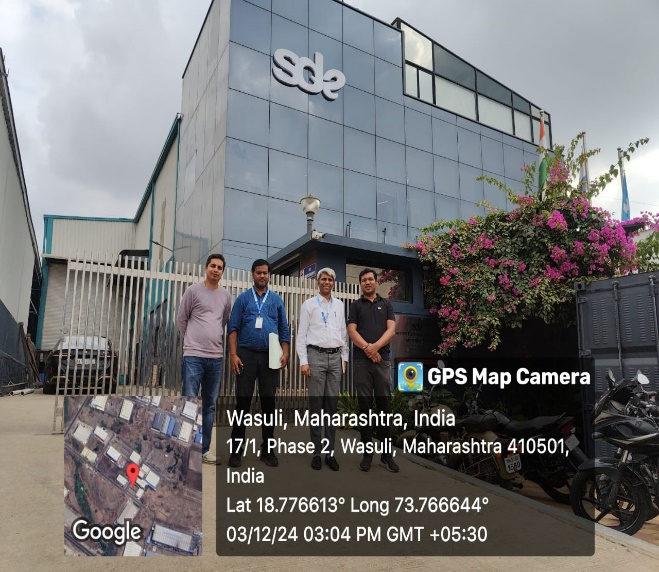 sds
GPS Map Camera
Wasuli, Maharashtra, India
17/1, Phase 2, Wasuli, Maharashtra 410501,
India
Lat 18.776613° Long 73.766644°
03/12/24 03:04 PM GMT +05:30
Google